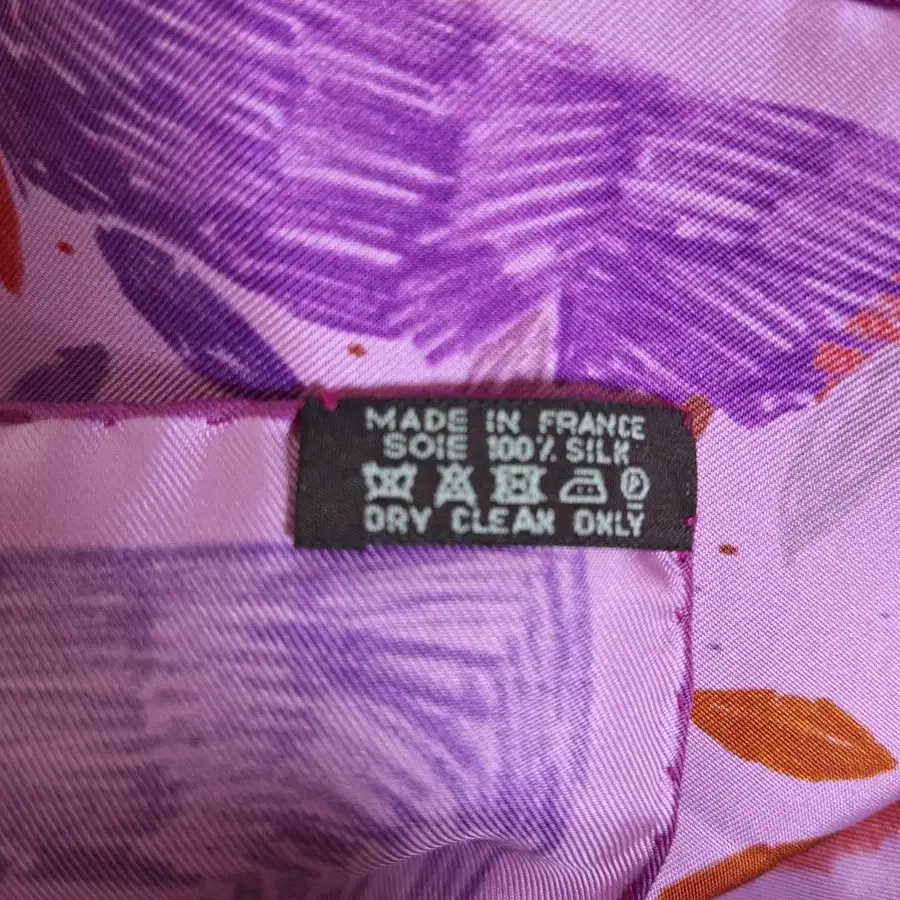 MADE IN FRANCE
SOIE 100% SILK
P
DRY CLEAN ONLY